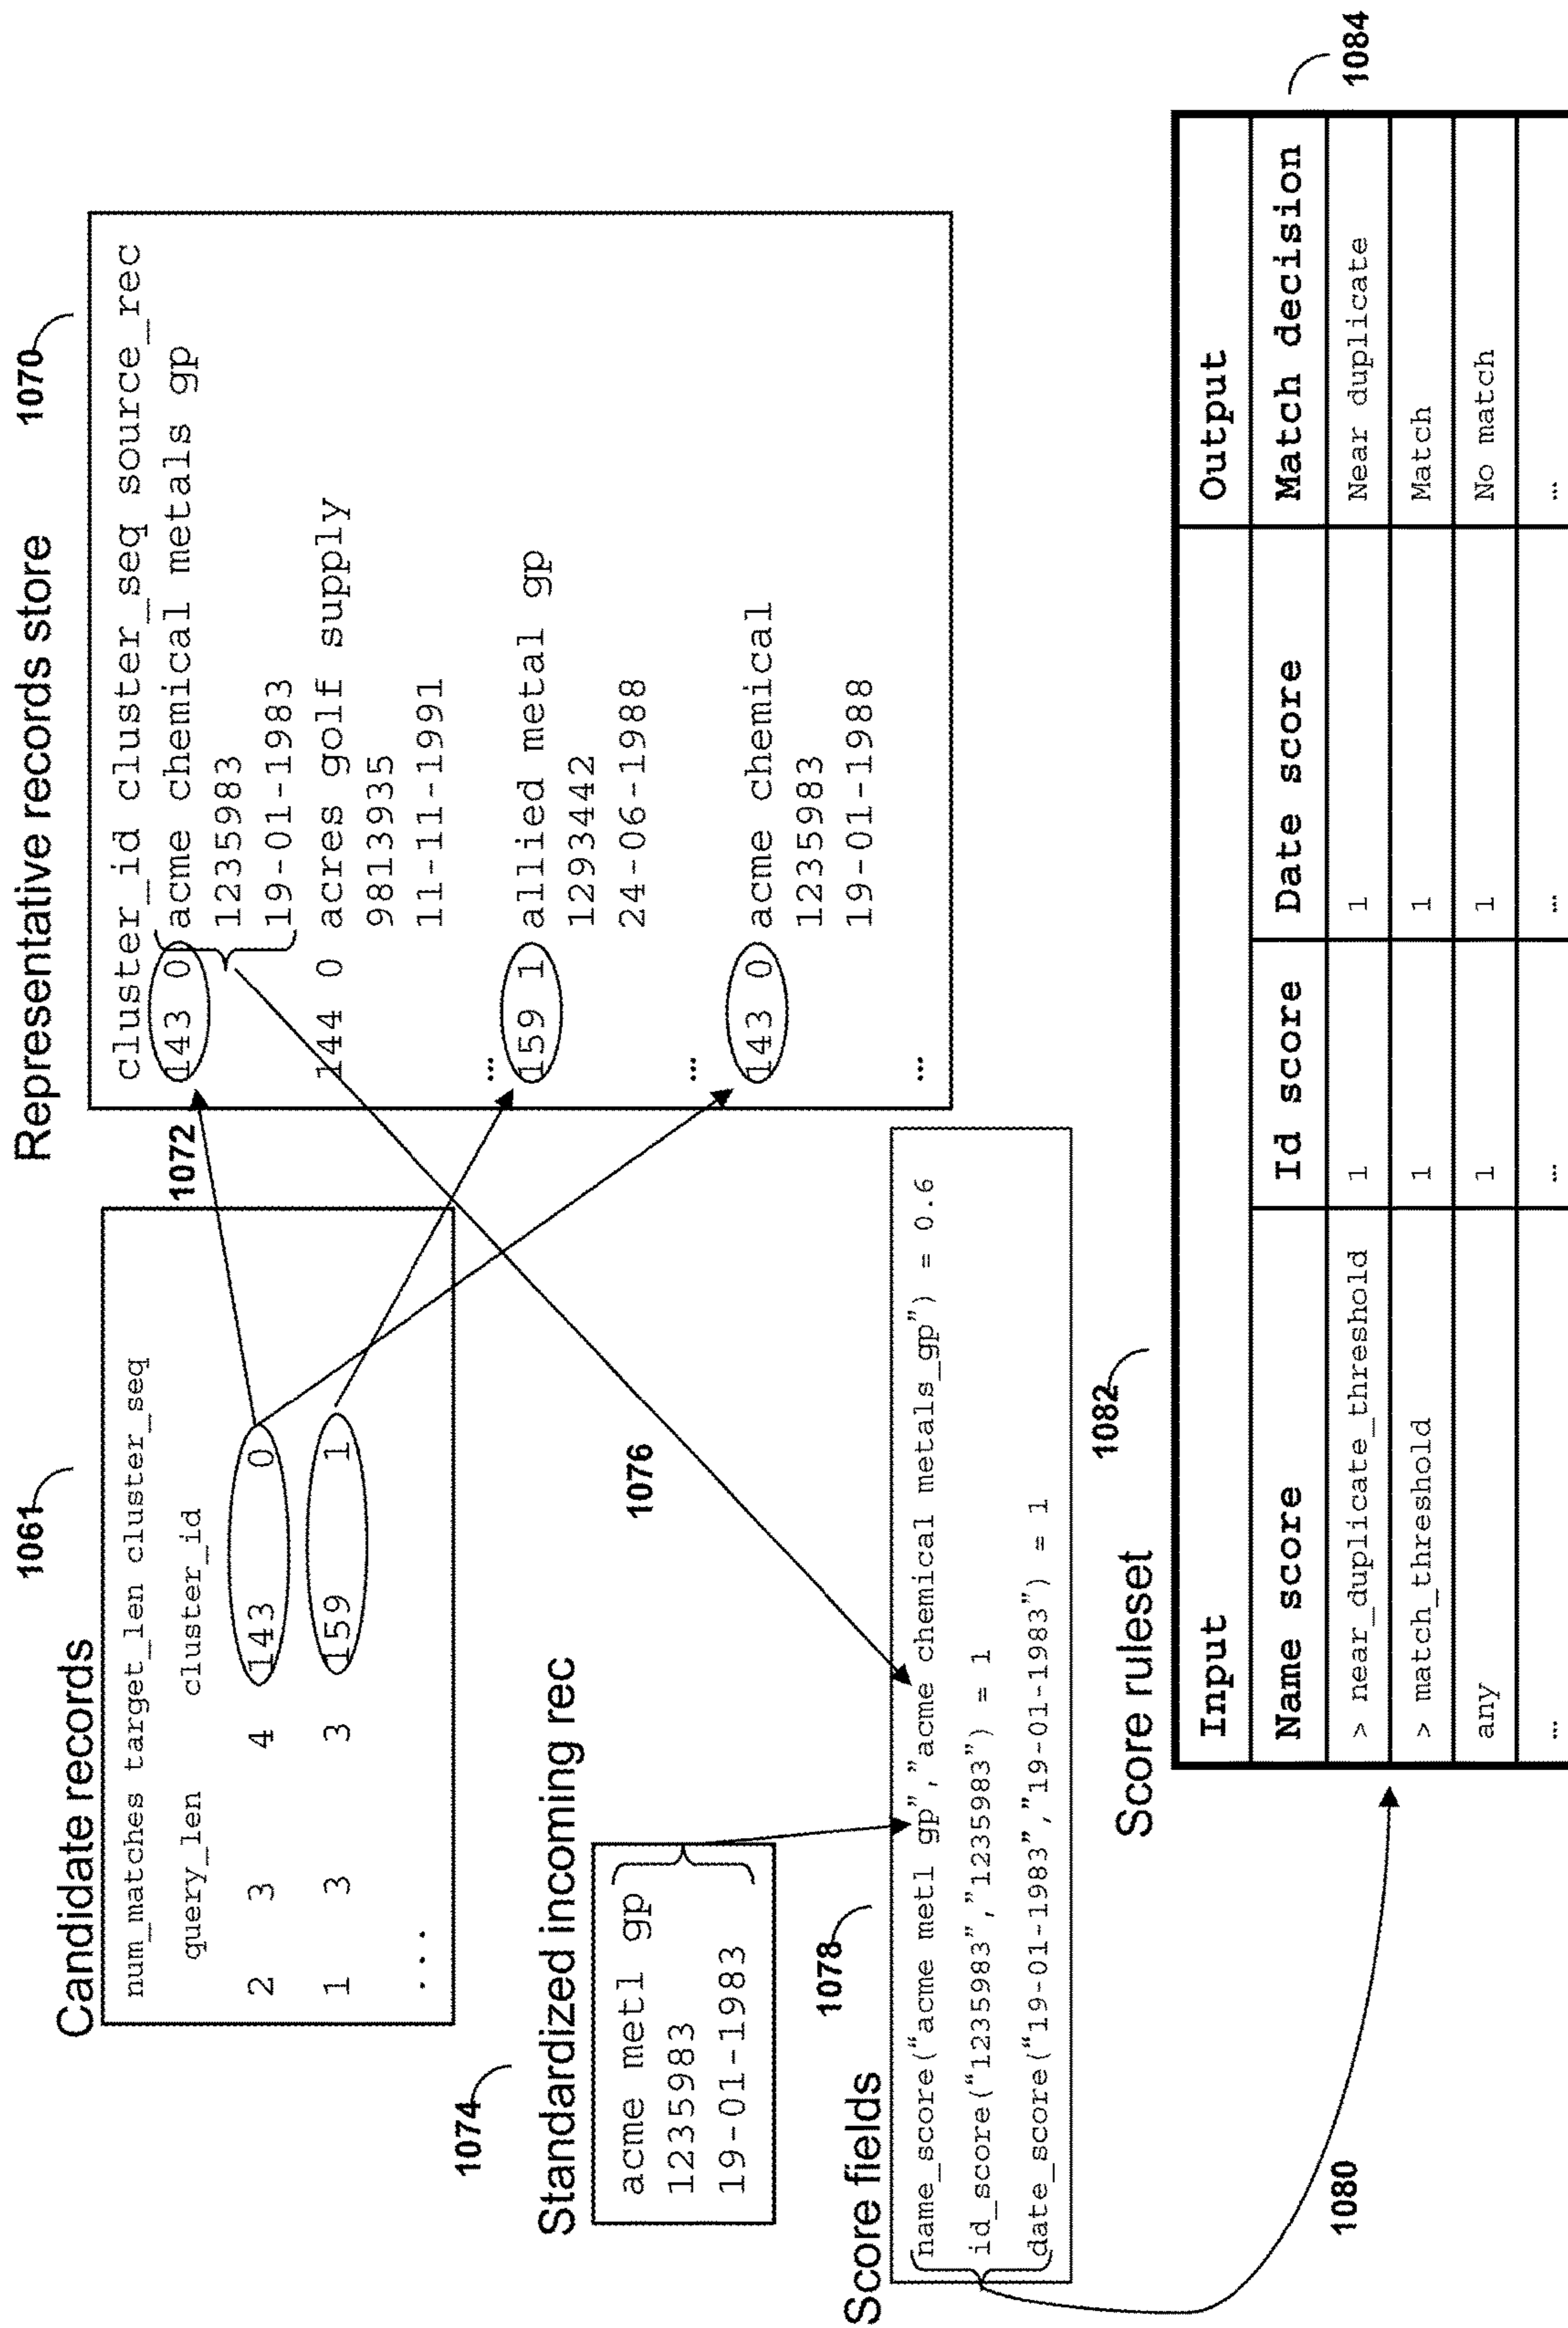 Candidate records
1061
num_matches target_len cluster_seq
query_len cluster_id
2 3 4 143 0
1 3 3 159 1
...
1072
Representative records store
1070
cluster_id cluster_seq source_rec
143 0 acme chemical metals gp
1235983
19-01-1983
144 0 acres golf supply
9813935
11-11-1991
...
159 1 allied metal gp
1293442
24-06-1988
...
143 0 acme chemical
1235983
19-01-1988
...
1074
Standardized incoming rec
acme metl gp
1235983
19-01-1983
1076
Score fields
1078
name_score(“acme metl gp”,”acme chemical metals_gp”) = 0.6
id_score(“1235983”,”1235983”) = 1
date_score(“19-01-1983”,”19-01-1983”) = 1
1080
Score ruleset
1082
1084
Input Output
Name score Id score Date score Match decision
> near_duplicate_threshold 1 1 Near duplicate
> match_threshold 1 1 Match
any 1 1 No match
... ... ... ...